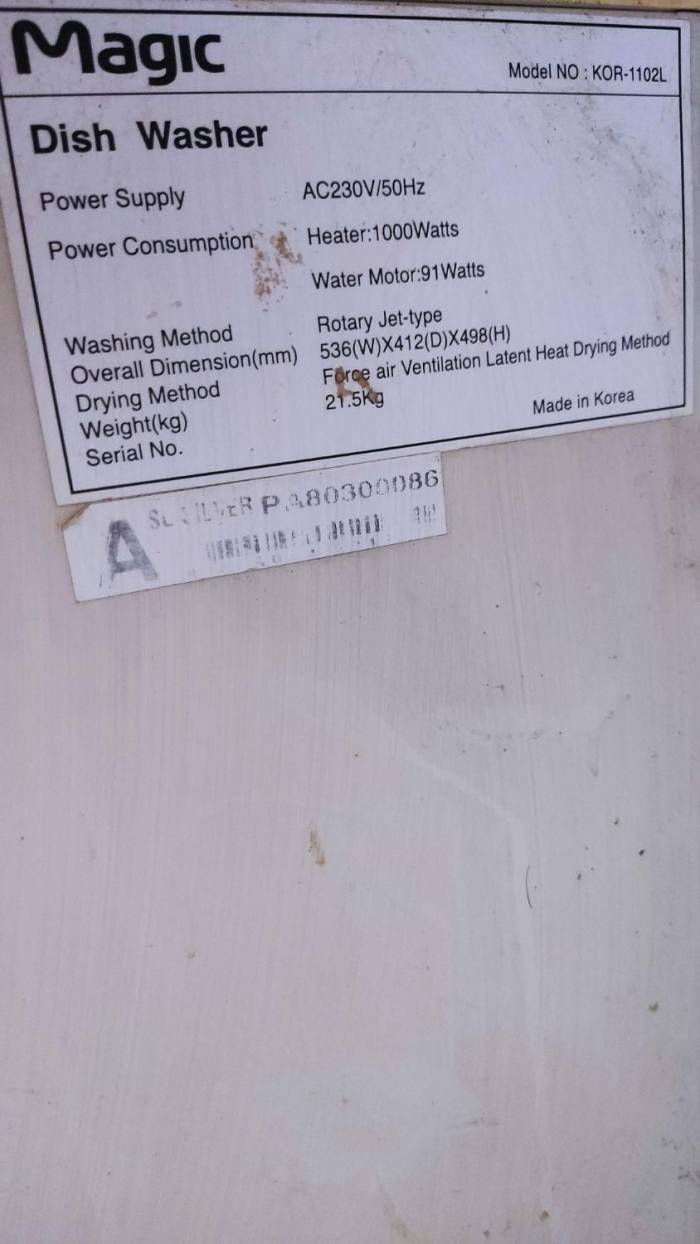 Magic
Model NO : KOR-1102L
Dish Washer
Power Supply AC230V/50Hz
Power Consumption Heater:1000Watts
Water Motor:91Watts
Washing Method Rotary Jet-type
Overall Dimension(mm) 536(W)X412(D)X498(H)
Drying Method Force air Ventilation Latent Heat Drying Method
Weight(kg) 21.5Kg
Serial No. Made in Korea
A